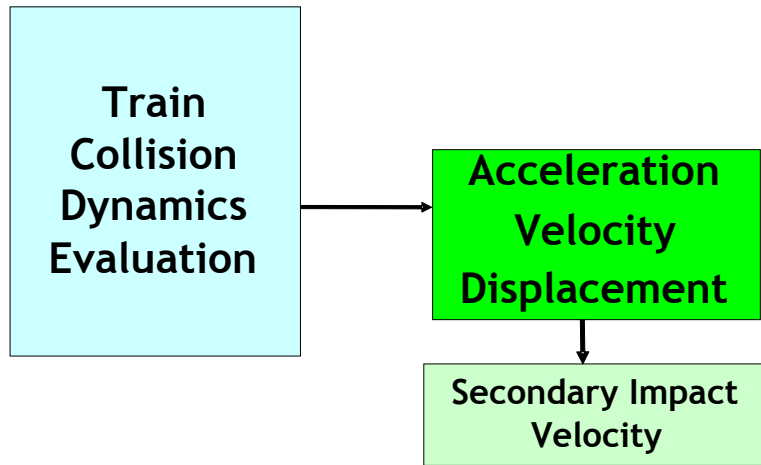 Train
Collision
Dynamics
Evaluation
Acceleration
Velocity
Displacement
Secondary Impact
Velocity